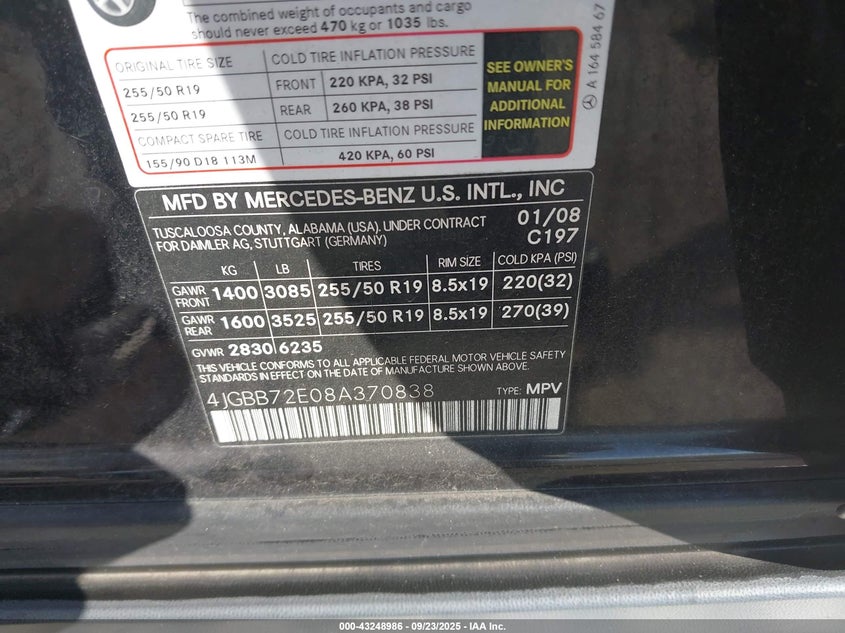 The combined weight of occupants and cargo
should never exceed 470 kg or 1035 lbs.
ORIGINAL TIRE SIZE COLD TIRE INFLATION PRESSURE
255/50 R19 FRONT 220 KPA, 32 PSI
255/50 R19 REAR 260 KPA, 38 PSI
COMPACT SPARE TIRE COLD TIRE INFLATION PRESSURE
155/90 D18 113M 420 KPA, 60 PSI
SEE OWNER'S
MANUAL FOR
ADDITIONAL
INFORMATION
A 164 584 67
MFD BY MERCEDES-BENZ U.S. INTL., INC
TUSCALOOSA COUNTY, ALABAMA (USA). UNDER CONTRACT 01/08
FOR DAIMLER AG, STUTTGART (GERMANY) C197
KG LB TIRES RIM SIZE COLD KPA (PSI)
GAWR FRONT 1400 3085 255/50 R19 8.5x19 220(32)
GAWR REAR 1600 3525 255/50 R19 8.5x19 270(39)
GVWR 2830 6235
THIS VEHICLE CONFORMS TO ALL APPLICABLE FEDERAL MOTOR VEHICLE SAFETY
STANDARDS IN EFFECT ON THE DATE OF MANUFACTURE SHOWN ABOVE.
4JGBB72E08A370838 TYPE: MPV
000-43248986 - 09/23/2025 - IAA Inc.